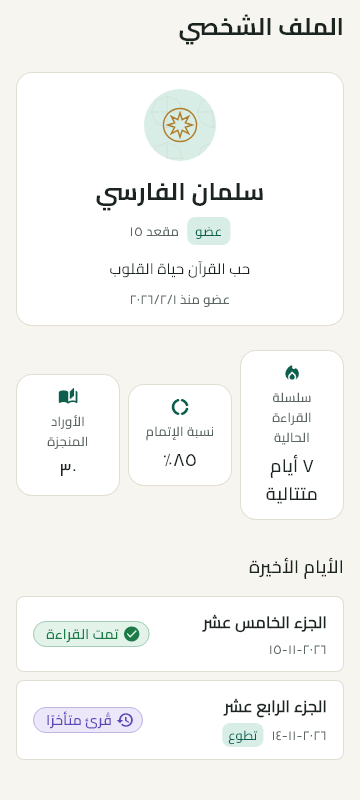 الملف الشخصي
سلمان الفارسي
عضو مقعد ١٥
حب القرآن حياة القلوب
عضو منذ ٢٠٢٦/٢/١
سلسلة
القراءة
الحالية
٧ أيام
متتالية
نسبة الإتمام
٨٥٪
الأوراد
المنجزة
٣٠
الأيام الأخيرة
الجزء الخامس عشر
تمت القراءة
٢٠٢٦-١١-١٥
الجزء الرابع عشر
قُرئ متأخرًا
٢٠٢٦-١١-١٤ تطوع